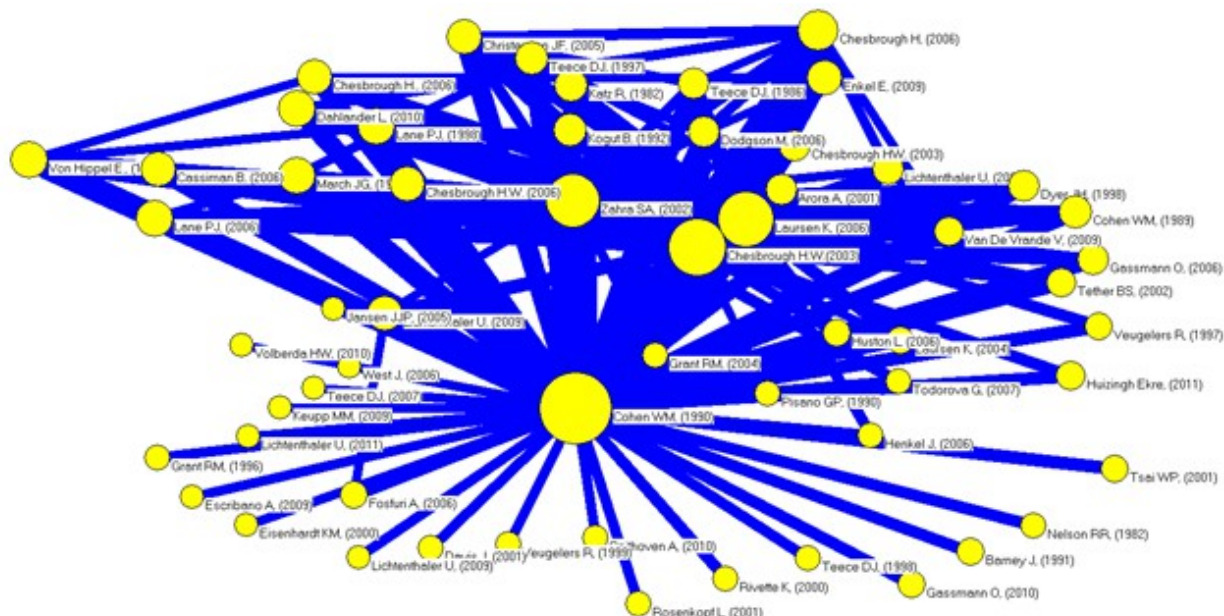 Chesbrough H, (2006)
Teece DJ, (1997)
Chesbrough H, (2006)
Katz R, (1982)
Teece DJ, (1986)
Enkel E, (2009)
Dahlander L, (2010)
Lane PJ, (1998)
Kogut B, (1992)
Dodgson M, (2006)
Chesbrough HW, (2003)
Von Hippel E,
Cassiman B, (2006)
March JG,
Chesbrough H.W, (2006)
Lichtenthaler U,
Arora A, (2001)
(1998)
Zahra SA, (2002)
Cohen WM, (1989)
Lane PJ, (2006)
Laursen K, (2006)
Van De Vrande V, (2009)
Chesbrough H.W,(2003)
Gassmann O, (2006)
Tether BS, (2002)
Jansen JJP, (2005)
U, (2009)
Huston L, (2006)
Veugelers R, (1997)
Laursen K, (2004)
Volberda HW, (2010)
Grant RM, (2004)
West J, (2006)
Todorova G, (2007)
Huizingh Ekre, (2011)
Teece DJ, (2007)
Pisano GP, (1990)
Keupp MM, (2009)
Cohen WM, (1990)
Lichtenthaler U, (2011)
Henkel J, (2006)
Grant RM, (1996)
Tsai WP, (2001)
Escribano A, (2009)
Fosfuri A, (2006)
Eisenhardt KM, (2000)
Nelson RR, (1982)
Veugelers R, (1999)
A, (2010)
(2001)
Barney J, (1991)
Lichtenthaler U, (2009)
Teece DJ, (1998)
Rivette K, (2000)
Gassmann O, (2010)
Rosenkopf L, (2001)